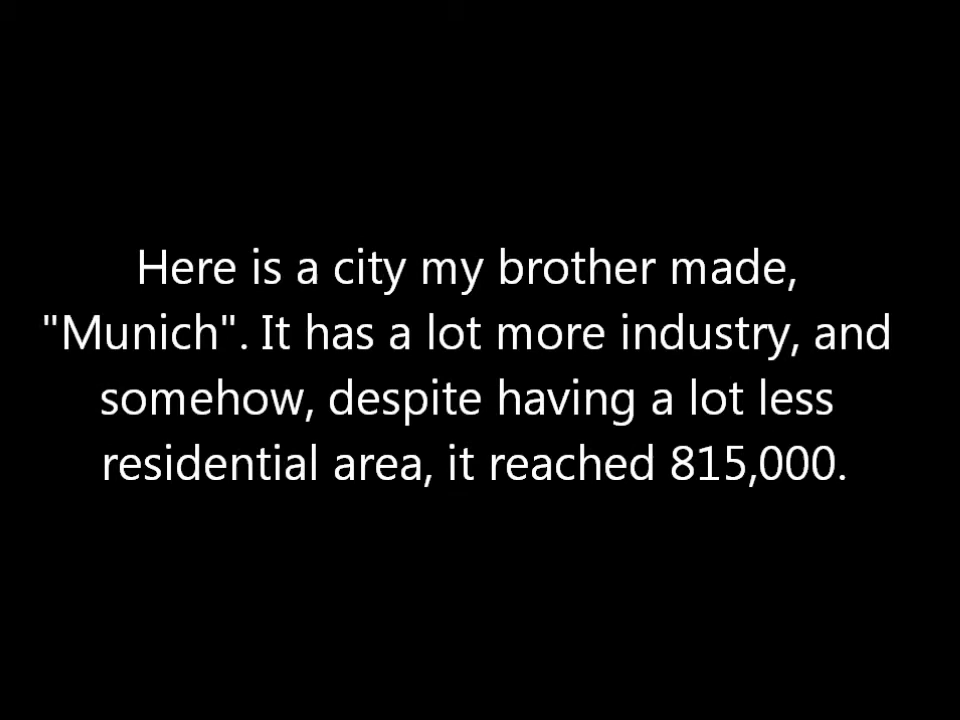 Here is a city my brother made,
"Munich". It has a lot more industry, and
somehow, despite having a lot less
residential area, it reached 815,000.